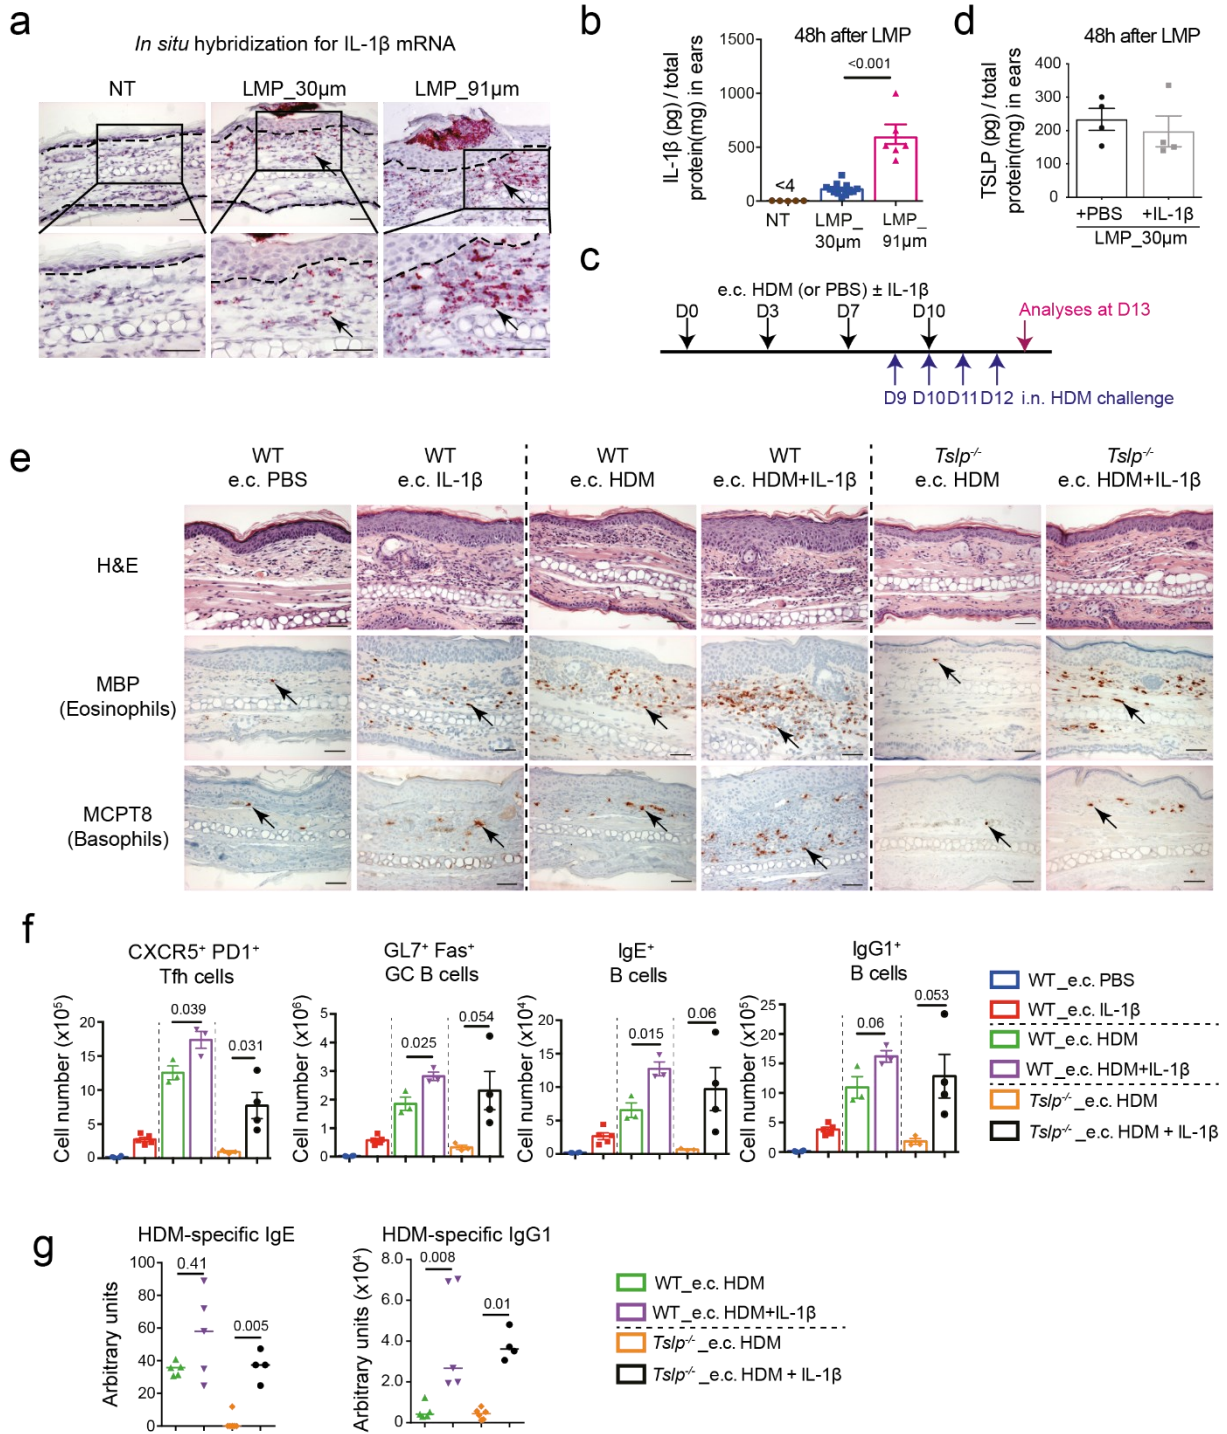 a
In situ hybridization for IL-1β mRNA
NT
LMP_30μm
LMP_91μm
b
48h after LMP
IL-1β (pg) / total
protein(mg) in ears
1500
1000
500
0
<0.001
<4
NT
LMP_
30μm
LMP_
91μm
d
48h after LMP
TSLP (pg) / total
protein(mg) in ears
400
300
200
100
0
+PBS
+IL-1β
LMP_30μm
c
e.c. HDM (or PBS) ± IL-1β
D0
D3
D7
D10
Analyses at D13
D9 D10 D11 D12 i.n. HDM challenge
e
WT
e.c. PBS
WT
e.c. IL-1β
WT
e.c. HDM
WT
e.c. HDM+IL-1β
Tslp-/-
e.c. HDM
Tslp-/-
e.c. HDM+IL-1β
H&E
MBP
(Eosinophils)
MCPT8
(Basophils)
f
CXCR5+ PD1+
Tfh cells
Cell number (x10⁵)
20
15
10
5
0
0.039
0.031
GL7+ Fas+
GC B cells
Cell number (x10⁶)
5
4
3
2
1
0
0.025
0.054
IgE+
B cells
Cell number (x10⁴)
20
15
10
5
0
0.015
0.06
IgG1+
B cells
Cell number (x10⁵)
25
20
15
10
5
0
0.06
0.053
WT_e.c. PBS
WT_e.c. IL-1β
WT_e.c. HDM
WT_e.c. HDM+IL-1β
Tslp-/-_e.c. HDM
Tslp-/-_e.c. HDM + IL-1β
g
HDM-specific IgE
Arbitrary units
100
80
60
40
20
0
0.41
0.005
HDM-specific IgG1
Arbitrary units (x10⁴)
8.0
6.0
4.0
2.0
0
0.008
0.01
WT_e.c. HDM
WT_e.c. HDM+IL-1β
Tslp-/-_e.c. HDM
Tslp-/-_e.c. HDM + IL-1β